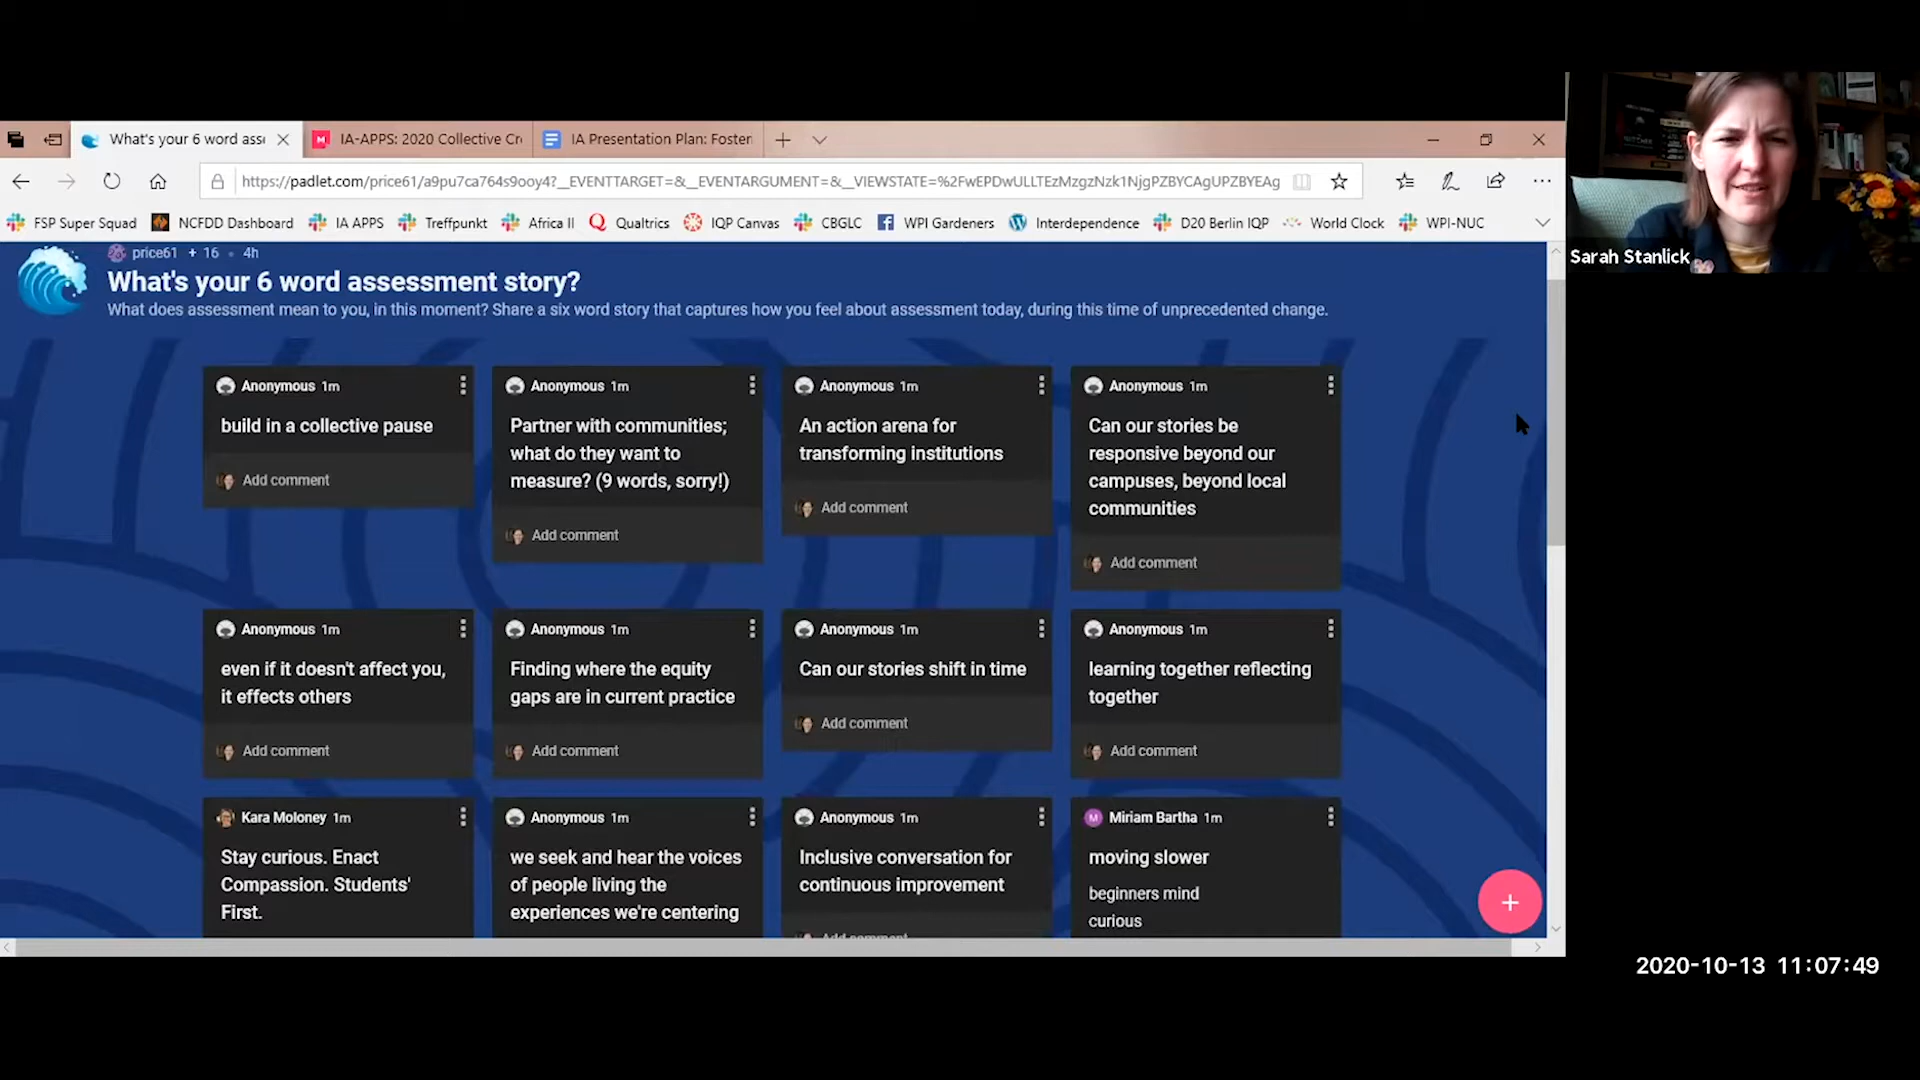 What's your 6 word asse
IA-APPS: 2020 Collective Cr
IA Presentation Plan: Foster
https://padlet.com/price61/a9pu7ca764s9ooy4?__EVENTTARGET=&__EVENTARGUMENT=&__VIEWSTATE=%2FwEPDwULLTEzMzgzNzk1NjgPZBYCAgUPZBYEAg
FSP Super Squad NCFDD Dashboard IA APPS Treffpunkt Africa II Qualtrics IQP Canvas CBGLC WPI Gardeners Interdependence D20 Berlin IQP World Clock WPI-NUC
price61 + 16 • 4h
What's your 6 word assessment story?
What does assessment mean to you, in this moment? Share a six word story that captures how you feel about assessment today, during this time of unprecedented change.
Anonymous 1m
build in a collective pause
Add comment
Anonymous 1m
Partner with communities;
what do they want to
measure? (9 words, sorry!)
Add comment
Anonymous 1m
An action arena for
transforming institutions
Add comment
Anonymous 1m
Can our stories be
responsive beyond our
campuses, beyond local
communities
Add comment
Anonymous 1m
even if it doesn't affect you,
it effects others
Add comment
Anonymous 1m
Finding where the equity
gaps are in current practice
Add comment
Anonymous 1m
Can our stories shift in time
Add comment
Anonymous 1m
learning together reflecting
together
Add comment
Kara Moloney 1m
Stay curious. Enact
Compassion. Students'
First.
Anonymous 1m
we seek and hear the voices
of people living the
experiences we're centering
Anonymous 1m
Inclusive conversation for
continuous improvement
Add comment
M Miriam Bartha 1m
moving slower
beginners mind
curious
Sarah Stanlick
2020-10-13 11:07:49